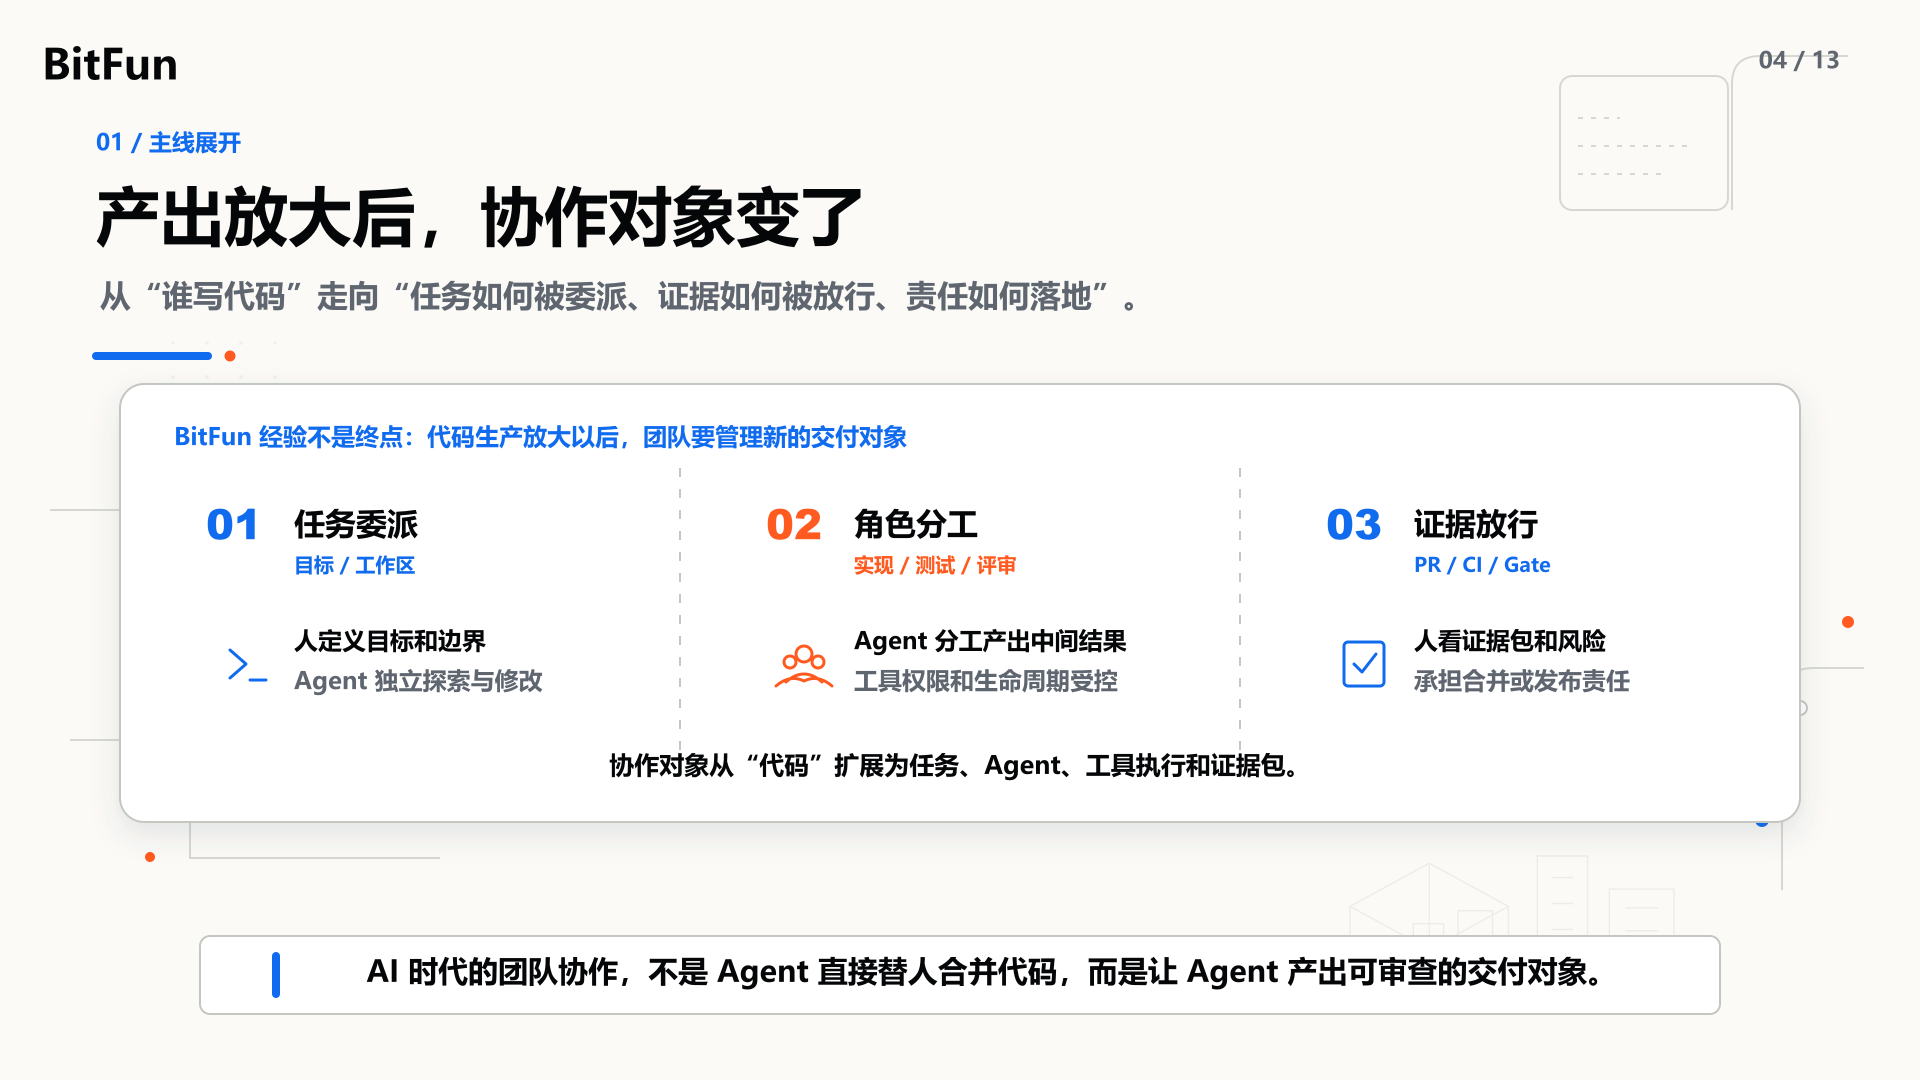 BitFun
04 / 13
01 / 主线展开
产出放大后，协作对象变了
从“谁写代码”走向“任务如何被委派、证据如何被放行、责任如何落地”。
BitFun 经验不是终点：代码生产放大以后，团队要管理新的交付对象
01 任务委派
目标 / 工作区
人定义目标和边界
Agent 独立探索与修改
02 角色分工
实现 / 测试 / 评审
Agent 分工产出中间结果
工具权限和生命周期受控
03 证据放行
PR / CI / Gate
人看证据包和风险
承担合并或发布责任
协作对象从“代码”扩展为任务、Agent、工具执行和证据包。
AI 时代的团队协作，不是 Agent 直接替人合并代码，而是让 Agent 产出可审查的交付对象。